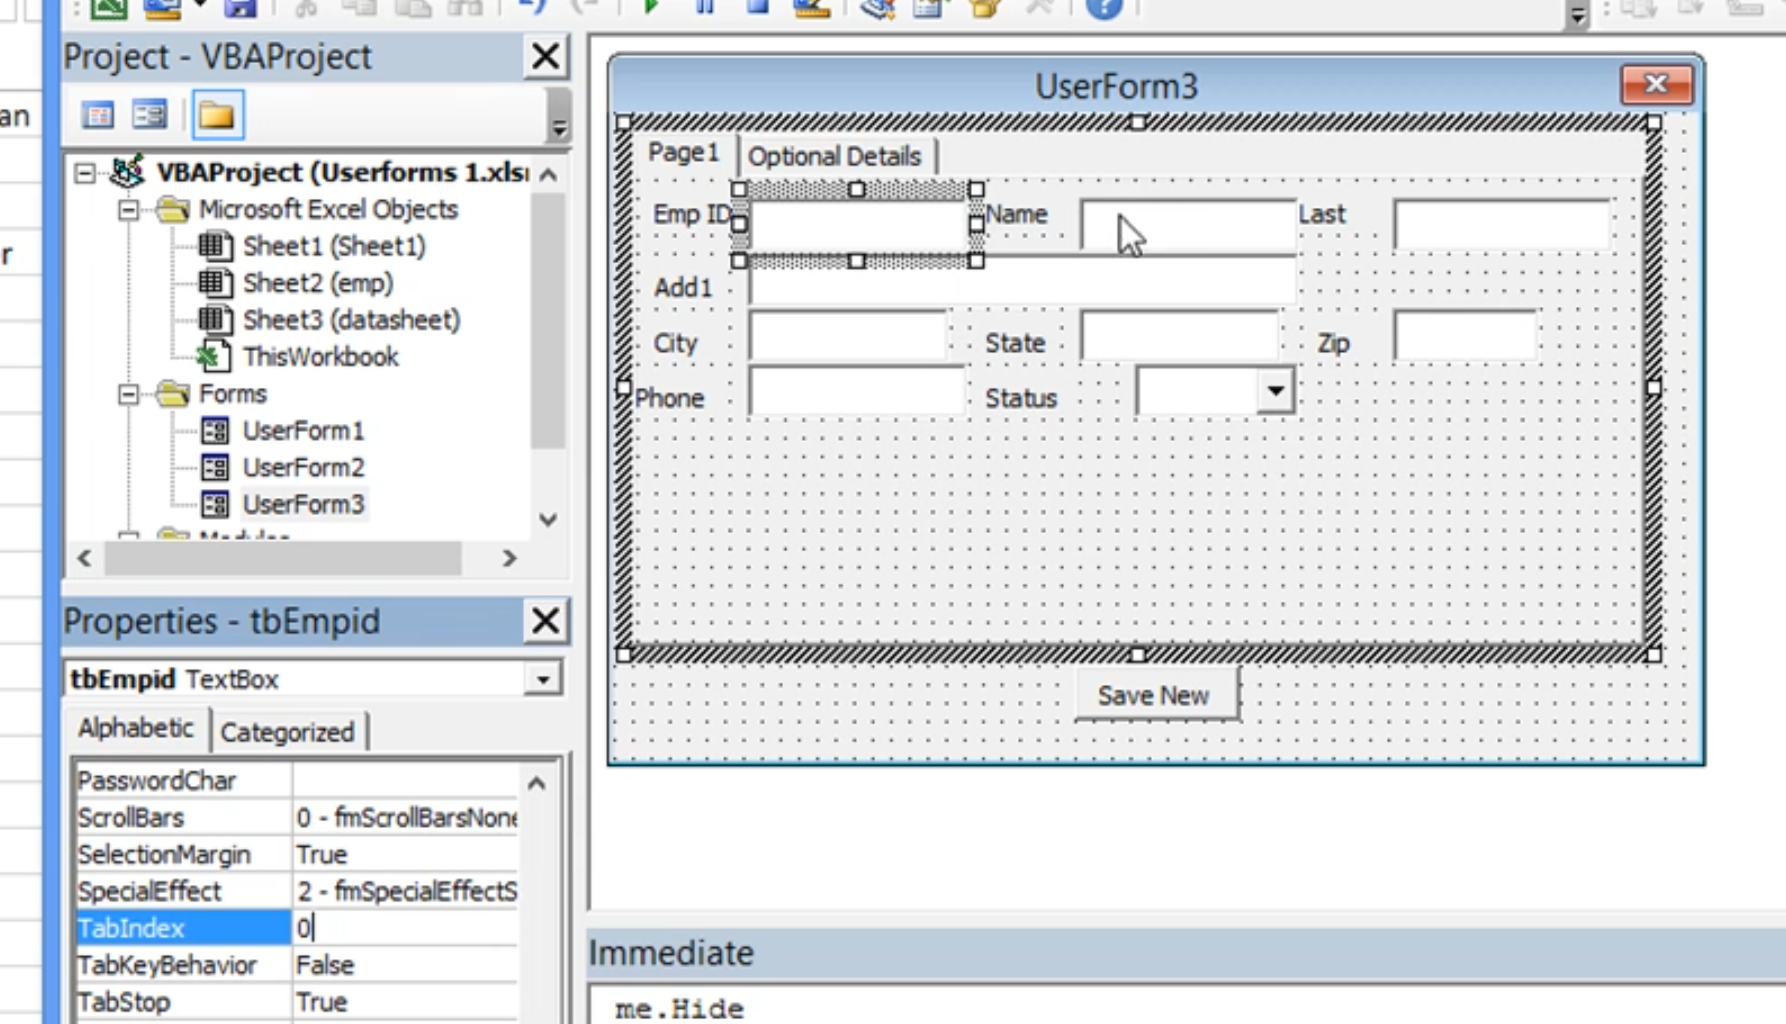 an
r
Project - VBAProject
VBAProject (Userforms 1.xls
Microsoft Excel Objects
Sheet1 (Sheet1)
Sheet2 (emp)
Sheet3 (datasheet)
ThisWorkbook
Forms
UserForm1
UserForm2
UserForm3
Modules
Properties - tbEmpid
tbEmpid TextBox
Alphabetic Categorized
PasswordChar
ScrollBars 0 - fmScrollBarsNone
SelectionMargin True
SpecialEffect 2 - fmSpecialEffectS
TabIndex 0
TabKeyBehavior False
TabStop True
UserForm3
Page1 Optional Details
Emp ID Name Last
Add1
City State Zip
Phone Status
Save New
Immediate
me.Hide